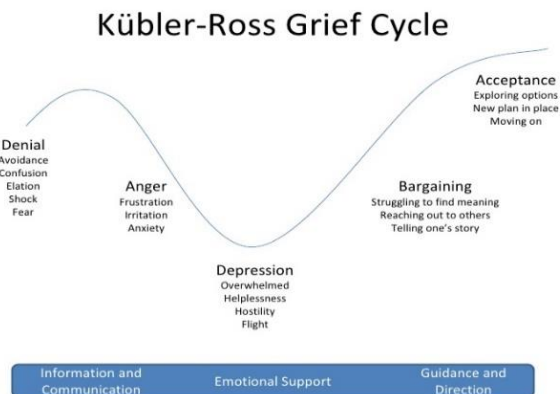 Kübler-Ross Grief Cycle
Denial
Avoidance
Confusion
Elation
Shock
Fear
Anger
Frustration
Irritation
Anxiety
Depression
Overwhelmed
Helplessness
Hostility
Flight
Bargaining
Struggling to find meaning
Reaching out to others
Telling one's story
Acceptance
Exploring options
New plan in place
Moving on
Information and
Communication
Emotional Support
Guidance and
Direction